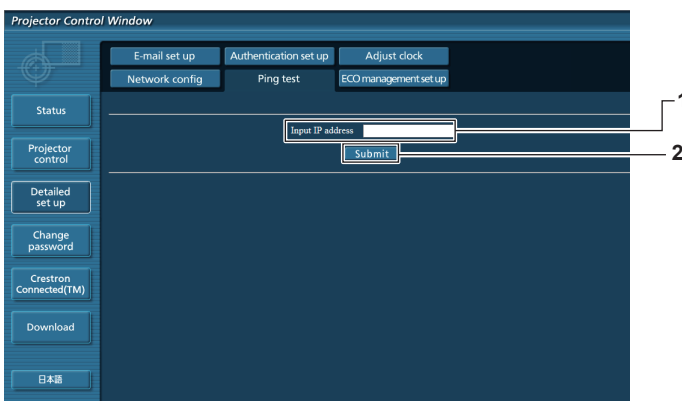 Projector Control Window
E-mail set up
Authentication set up
Adjust clock
Network config
Ping test
ECO management set up
Status
Projector
control
Detailed
set up
Change
password
Crestron
Connected(TM)
Download
日本語
Input IP address
Submit
1
2